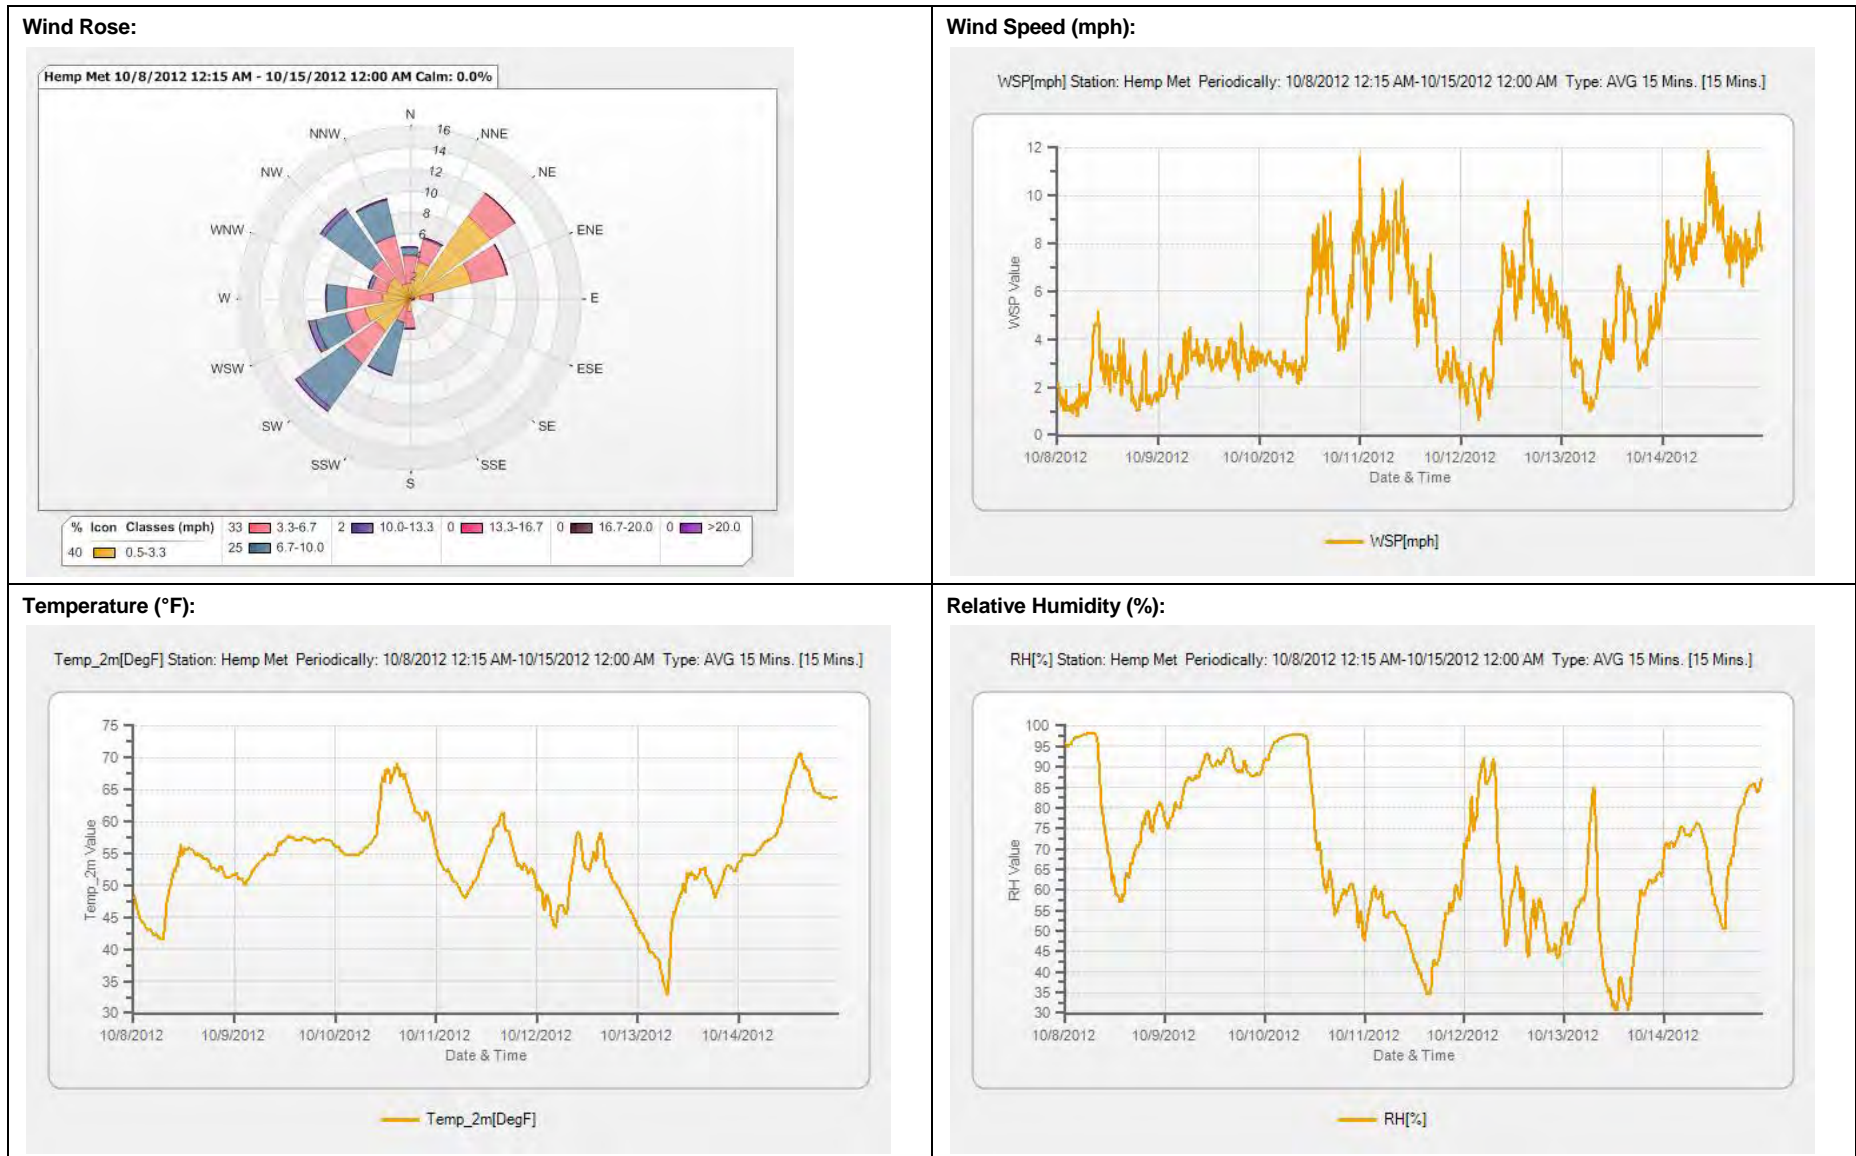 Wind Rose:
Hemp Met 10/8/2012 12:15 AM - 10/15/2012 12:00 AM Calm: 0.0%
N
NNW
16
NNE
14
NW
12
NE
10
8
WNW
6
ENE
4
2
W
E
WSW
ESE
SW
SE
SSW
SSE
S
% Icon Classes (mph) 33 3.3-6.7 2 10.0-13.3 0 13.3-16.7 0 16.7-20.0 0 >20.0
40 0.5-3.3 25 6.7-10.0
Wind Speed (mph):
WSP[mph] Station: Hemp Met Periodically: 10/8/2012 12:15 AM-10/15/2012 12:00 AM Type: AVG 15 Mins. [15 Mins.]
12
10
8
6
4
2
0
WSP Value
10/8/2012 10/9/2012 10/10/2012 10/11/2012 10/12/2012 10/13/2012 10/14/2012
Date & Time
WSP[mph]
Temperature (°F):
Temp_2m[DegF] Station: Hemp Met Periodically: 10/8/2012 12:15 AM-10/15/2012 12:00 AM Type: AVG 15 Mins. [15 Mins.]
75
70
65
60
55
50
45
40
35
30
Temp_2m Value
10/8/2012 10/9/2012 10/10/2012 10/11/2012 10/12/2012 10/13/2012 10/14/2012
Date & Time
Temp_2m[DegF]
Relative Humidity (%):
RH[%] Station: Hemp Met Periodically: 10/8/2012 12:15 AM-10/15/2012 12:00 AM Type: AVG 15 Mins. [15 Mins.]
100
95
90
85
80
75
70
65
60
55
50
45
40
35
30
RH Value
10/8/2012 10/9/2012 10/10/2012 10/11/2012 10/12/2012 10/13/2012 10/14/2012
Date & Time
RH[%]